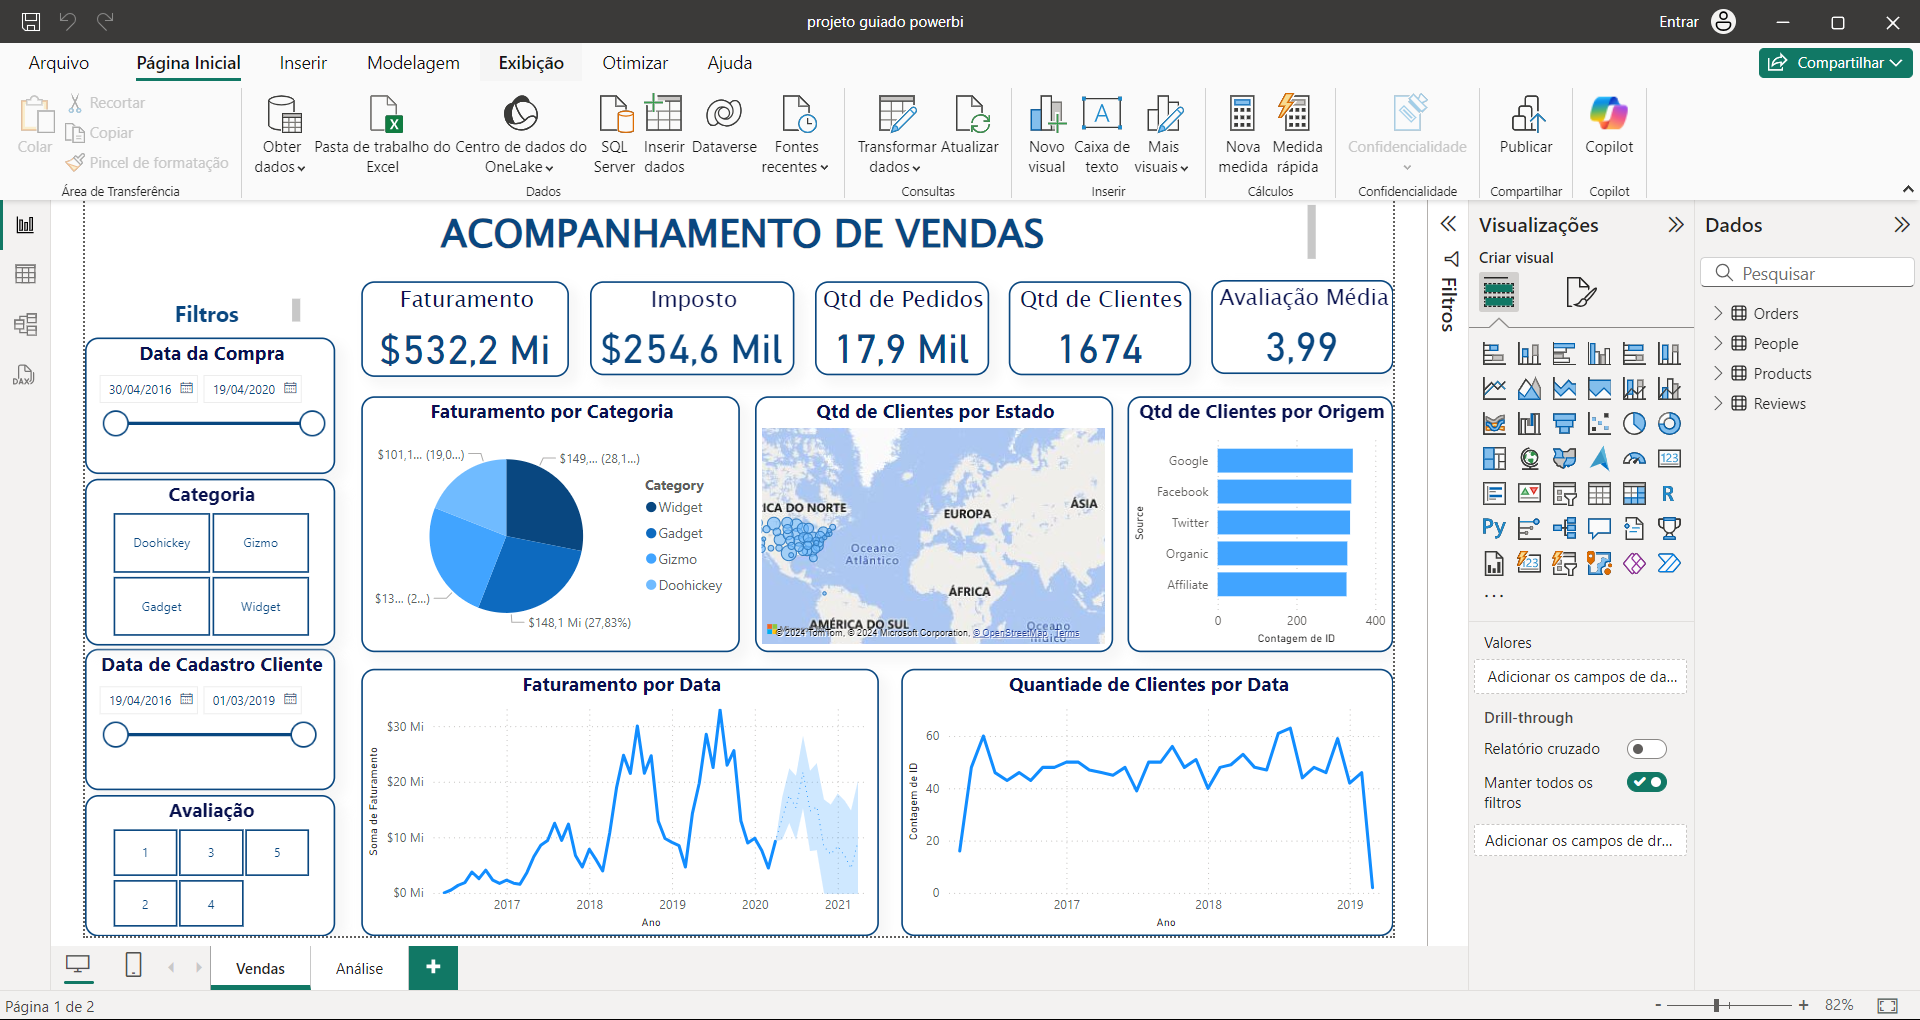 projeto guiado powerbi
Entrar
Arquivo
Página Inicial
Inserir
Modelagem
Exibição
Otimizar
Ajuda
Compartilhar
Colar
Recortar
Copiar
Pincel de formatação
Área de Transferência
Obter dados
Pasta de trabalho do Excel
Centro de dados do OneLake
SQL Server
Inserir dados
Dataverse
Fontes recentes
Dados
Transformar dados
Atualizar
Consultas
Novo visual
Caixa de texto
Mais visuais
Inserir
Nova medida
Medida rápida
Cálculos
Confidencialidade
Confidencialidade
Publicar
Compartilhar
Copilot
Copilot
ACOMPANHAMENTO DE VENDAS
Filtros
Data da Compra
30/04/2016
19/04/2020
Categoria
Doohickey
Gizmo
Gadget
Widget
Data de Cadastro Cliente
19/04/2016
01/03/2019
Avaliação
1
3
5
2
4
Faturamento
$532,2 Mi
Imposto
$254,6 Mil
Qtd de Pedidos
17,9 Mil
Qtd de Clientes
1674
Avaliação Média
3,99
Faturamento por Categoria
$101,1... (19,0...)
$149,... (28,1...)
$13... (2...)
$148,1 Mi (27,83%)
Category
Widget
Gadget
Gizmo
Doohickey
Qtd de Clientes por Estado
ICA DO NORTE
EUROPA
ÁSIA
Oceano Atlântico
ÁFRICA
AMÉRICA DO SUL
Oceano Índico
© 2024 TomTom, © 2024 Microsoft Corporation, © OpenStreetMap Terms
Qtd de Clientes por Origem
Source
Google
Facebook
Twitter
Organic
Affiliate
0
200
400
Contagem de ID
Faturamento por Data
Soma de Faturamento
$30 Mi
$20 Mi
$10 Mi
$0 Mi
2017
2018
2019
2020
2021
Ano
Quantiade de Clientes por Data
Contagem de ID
60
40
20
0
2017
2018
2019
Ano
Filtros
Visualizações
Criar visual
123
R
Py
123
...
Valores
Adicionar os campos de da...
Drill-through
Relatório cruzado
Manter todos os filtros
Adicionar os campos de dr...
Dados
Pesquisar
Orders
People
Products
Reviews
DAX
Vendas
Análise
+
Página 1 de 2
-
+
82%